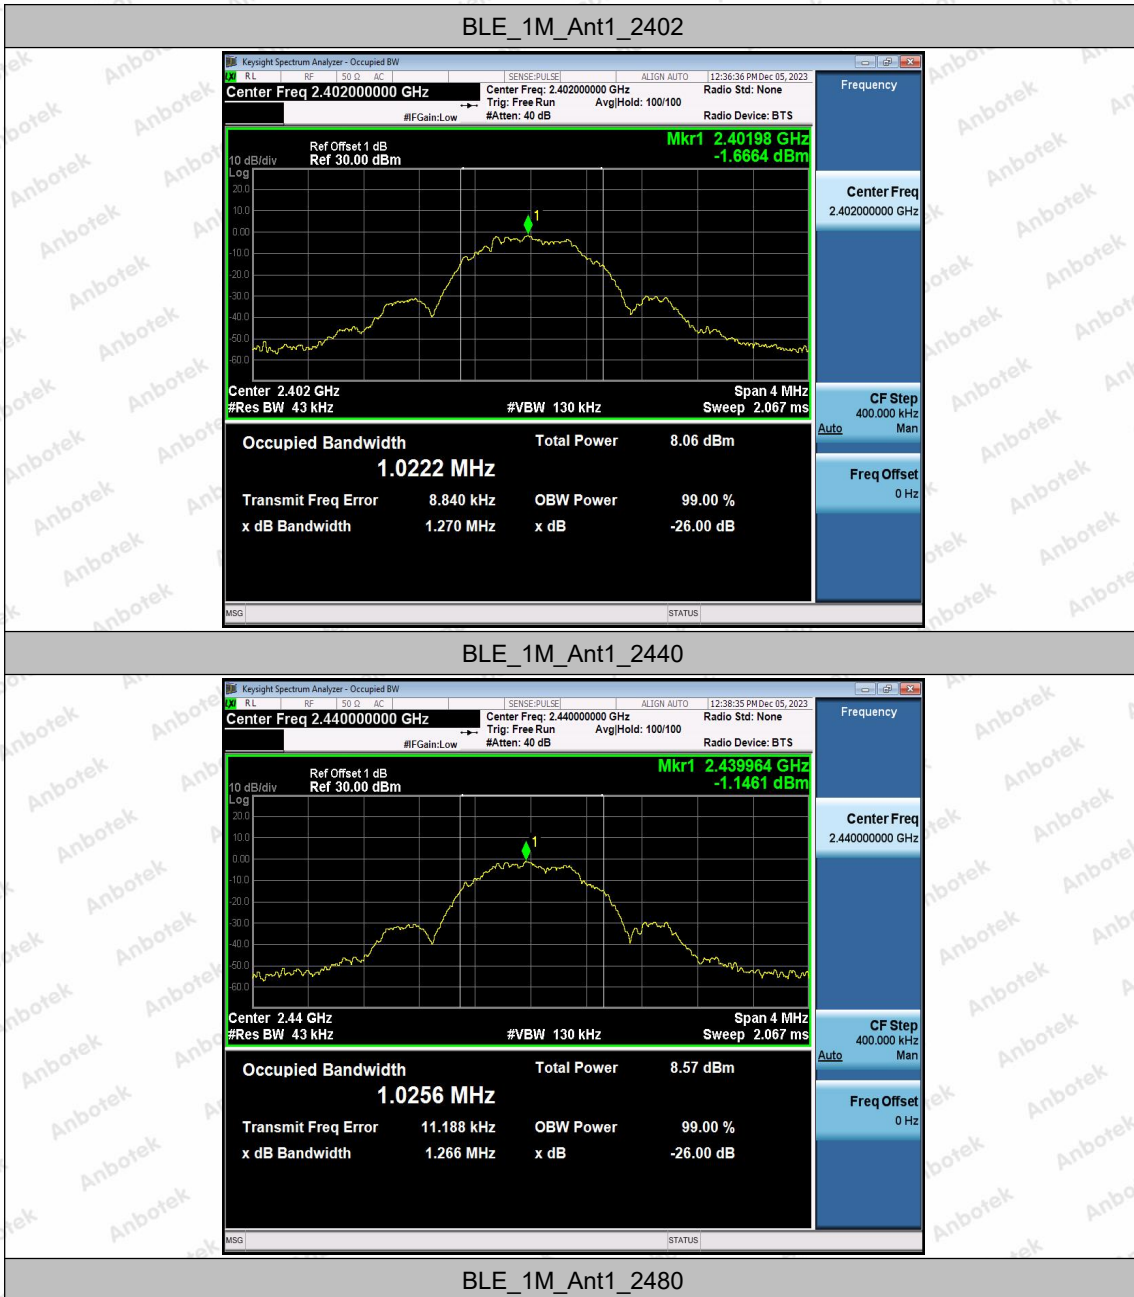 BLE_1M_Ant1_2402
Keysight Spectrum Analyzer - Occupied BW
LXI RL RF 50 Ω AC SENSE:PULSE ALIGN AUTO 12:36:36 PM Dec 05, 2023
Center Freq 2.402000000 GHz
Center Freq: 2.402000000 GHz Radio Std: None
Trig: Free Run Avg|Hold: 100/100
#IFGain:Low #Atten: 40 dB Radio Device: BTS
Frequency
Mkr1 2.40198 GHz
-1.6664 dBm
Ref Offset 1 dB
10 dB/div Ref 30.00 dBm
Log
20.0
10.0
0.00
-10.0
-20.0
-30.0
-40.0
-50.0
-60.0
1
Center Freq
2.402000000 GHz
Center 2.402 GHz Span 4 MHz
#Res BW 43 kHz #VBW 130 kHz Sweep 2.067 ms
CF Step
400.000 kHz
Auto Man
Occupied Bandwidth Total Power 8.06 dBm
1.0222 MHz
Transmit Freq Error 8.840 kHz OBW Power 99.00 %
x dB Bandwidth 1.270 MHz x dB -26.00 dB
Freq Offset
0 Hz
MSG STATUS
BLE_1M_Ant1_2440
Keysight Spectrum Analyzer - Occupied BW
LXI RL RF 50 Ω AC SENSE:PULSE ALIGN AUTO 12:38:35 PM Dec 05, 2023
Center Freq 2.440000000 GHz
Center Freq: 2.440000000 GHz Radio Std: None
Trig: Free Run Avg|Hold: 100/100
#IFGain:Low #Atten: 40 dB Radio Device: BTS
Frequency
Mkr1 2.439964 GHz
-1.1461 dBm
Ref Offset 1 dB
10 dB/div Ref 30.00 dBm
Log
20.0
10.0
0.00
-10.0
-20.0
-30.0
-40.0
-50.0
-60.0
1
Center Freq
2.440000000 GHz
Center 2.44 GHz Span 4 MHz
#Res BW 43 kHz #VBW 130 kHz Sweep 2.067 ms
CF Step
400.000 kHz
Auto Man
Occupied Bandwidth Total Power 8.57 dBm
1.0256 MHz
Transmit Freq Error 11.188 kHz OBW Power 99.00 %
x dB Bandwidth 1.266 MHz x dB -26.00 dB
Freq Offset
0 Hz
MSG STATUS
BLE_1M_Ant1_2480